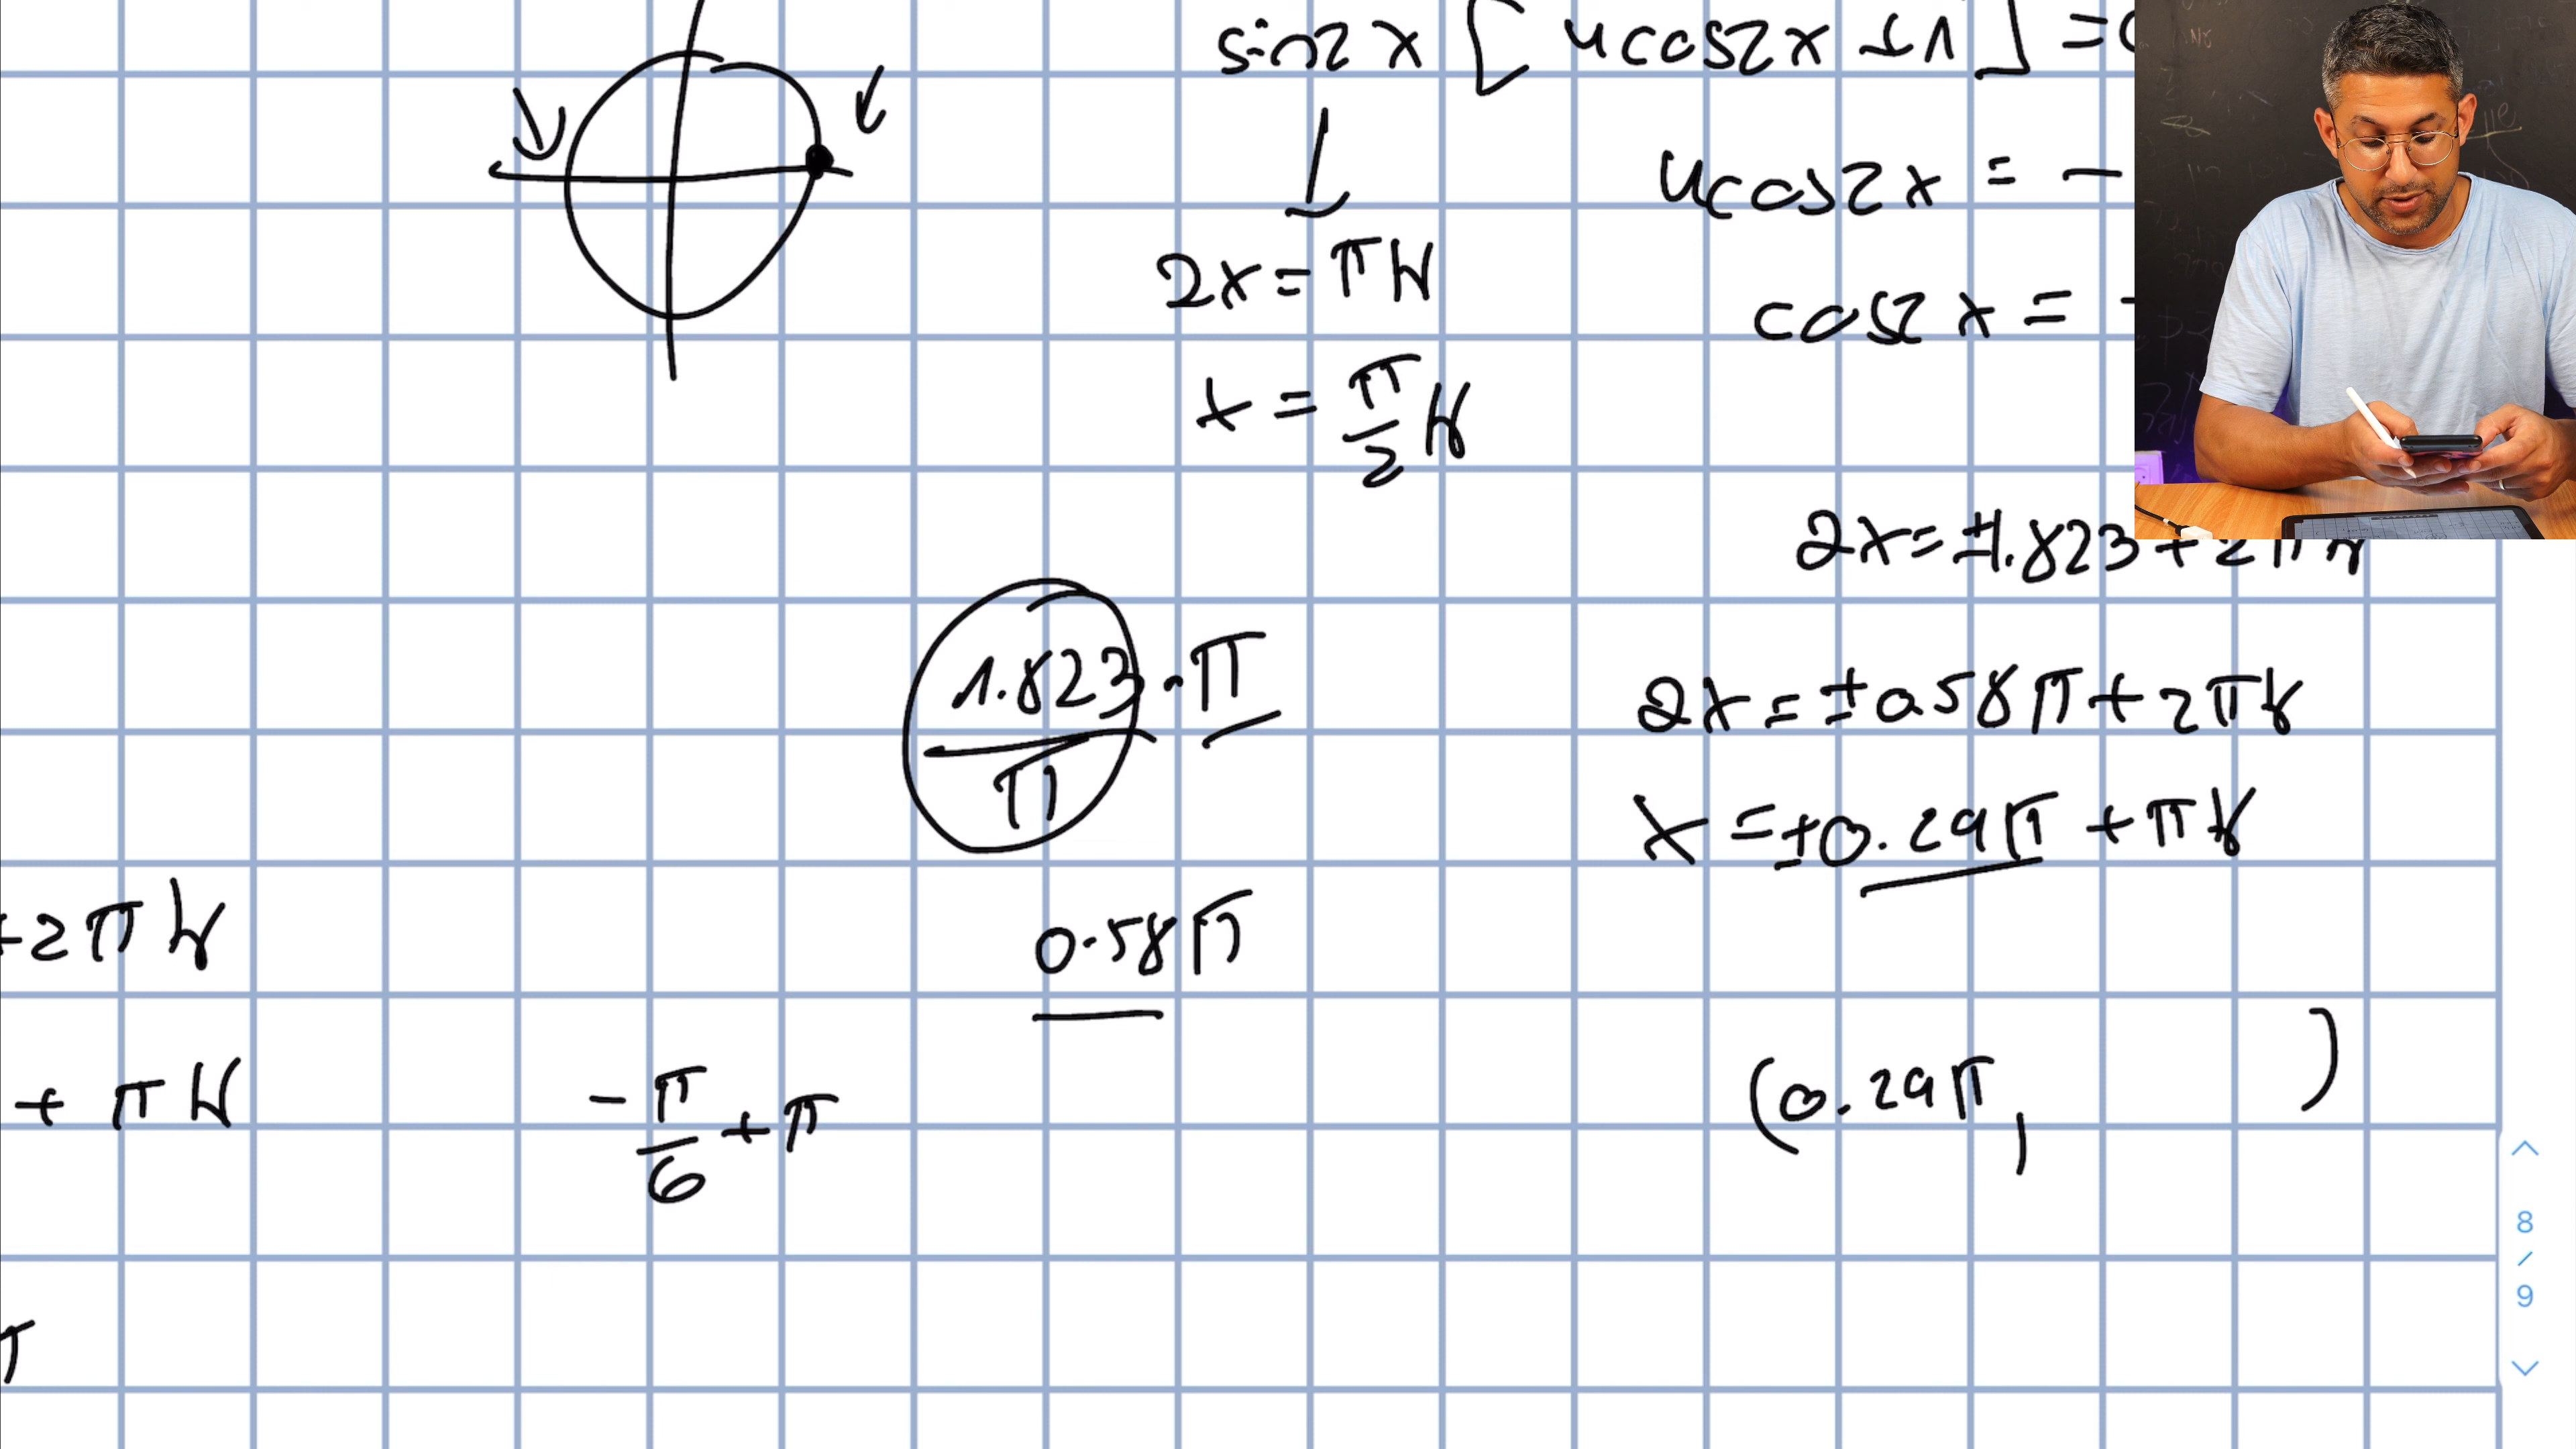 sin2x [4cos2x + 1] = 0
4cos2x = -
2x = πk
cos2x = -
x = π/2 k
2x = ±1.823 + 2πk
1.823/π · π
2x = ±0.58π + 2πk
x = ±0.29π + πk
+2πk
0.58π
+ πk
-π/6 + π
(0.29π, )
8
/
9